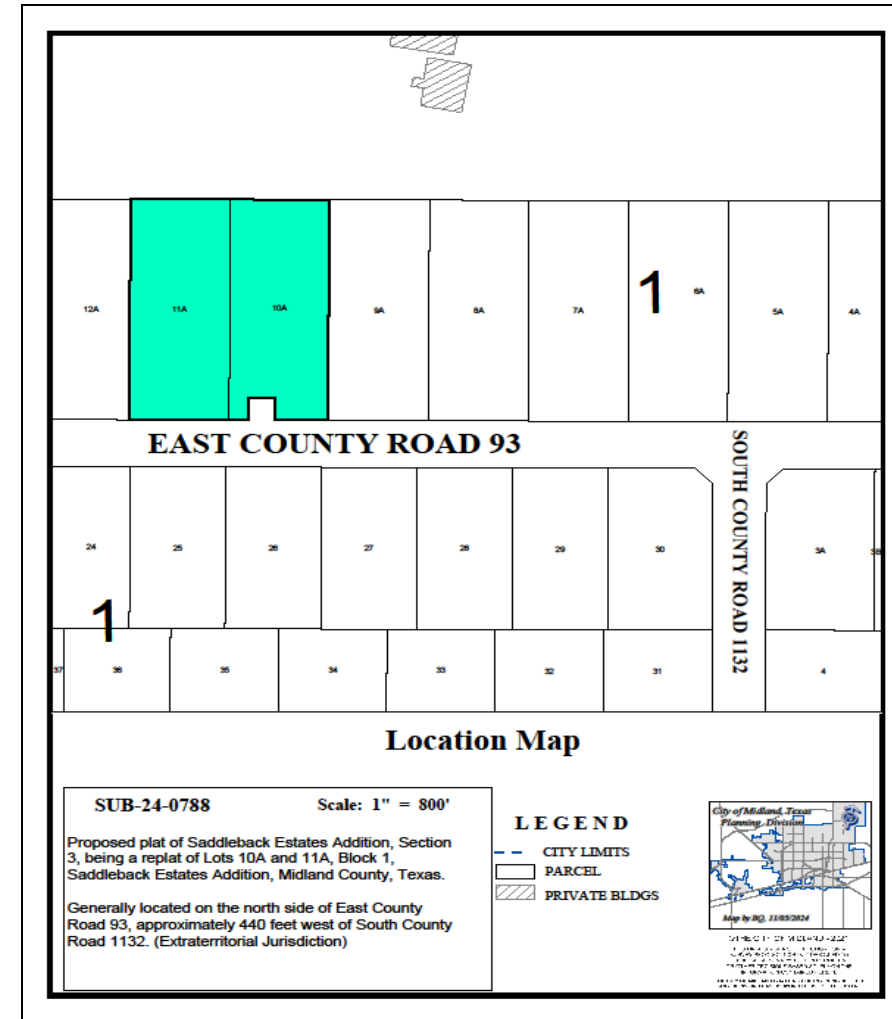 12A
11A
10A
9A
8A
7A
1
6A
5A
4A
EAST COUNTY ROAD 93
SOUTH COUNTY ROAD 1132
24
25
26
27
28
29
30
3A
3B
1
37
36
35
34
33
32
31
4
Location Map
SUB-24-0788
Scale: 1" = 800'
Proposed plat of Saddleback Estates Addition, Section
3, being a replat of Lots 10A and 11A, Block 1,
Saddleback Estates Addition, Midland County, Texas.
Generally located on the north side of East County
Road 93, approximately 440 feet west of South County
Road 1132. (Extraterritorial Jurisdiction)
LEGEND
CITY LIMITS
PARCEL
PRIVATE BLDGS
City of Midland, Texas
Planning Division
Map by BQ, 11/05/2024